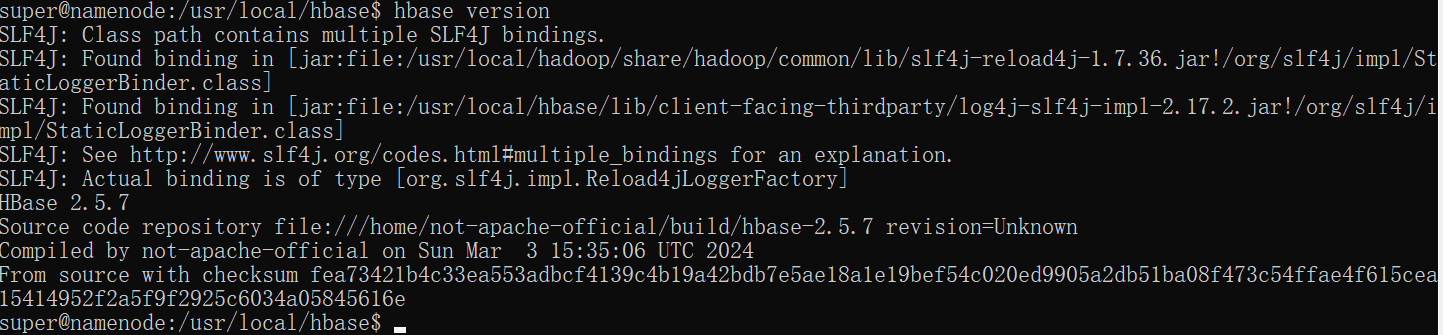 super@namenode:/usr/local/hbase$ hbase version
SLF4J: Class path contains multiple SLF4J bindings.
SLF4J: Found binding in [jar:file:/usr/local/hadoop/share/hadoop/common/lib/slf4j-reload4j-1.7.36.jar!/org/slf4j/impl/St
aticLoggerBinder.class]
SLF4J: Found binding in [jar:file:/usr/local/hbase/lib/client-facing-thirdparty/log4j-slf4j-impl-2.17.2.jar!/org/slf4j/i
mpl/StaticLoggerBinder.class]
SLF4J: See http://www.slf4j.org/codes.html#multiple_bindings for an explanation.
SLF4J: Actual binding is of type [org.slf4j.impl.Reload4jLoggerFactory]
HBase 2.5.7
Source code repository file:///home/not-apache-official/build/hbase-2.5.7 revision=Unknown
Compiled by not-apache-official on Sun Mar  3 15:35:06 UTC 2024
From source with checksum fea73421b4c33ea553adbcf4139c4b19a42bdb7e5ae18a1e19bef54c020ed9905a2db51ba08f473c54ffae4f615cea
15414952f2a5f9f2925c6034a05845616e
super@namenode:/usr/local/hbase$